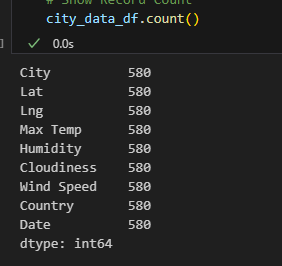 # Show Record Count
city_data_df.count()
]
✓ 0.0s
City 580
Lat 580
Lng 580
Max Temp 580
Humidity 580
Cloudiness 580
Wind Speed 580
Country 580
Date 580
dtype: int64